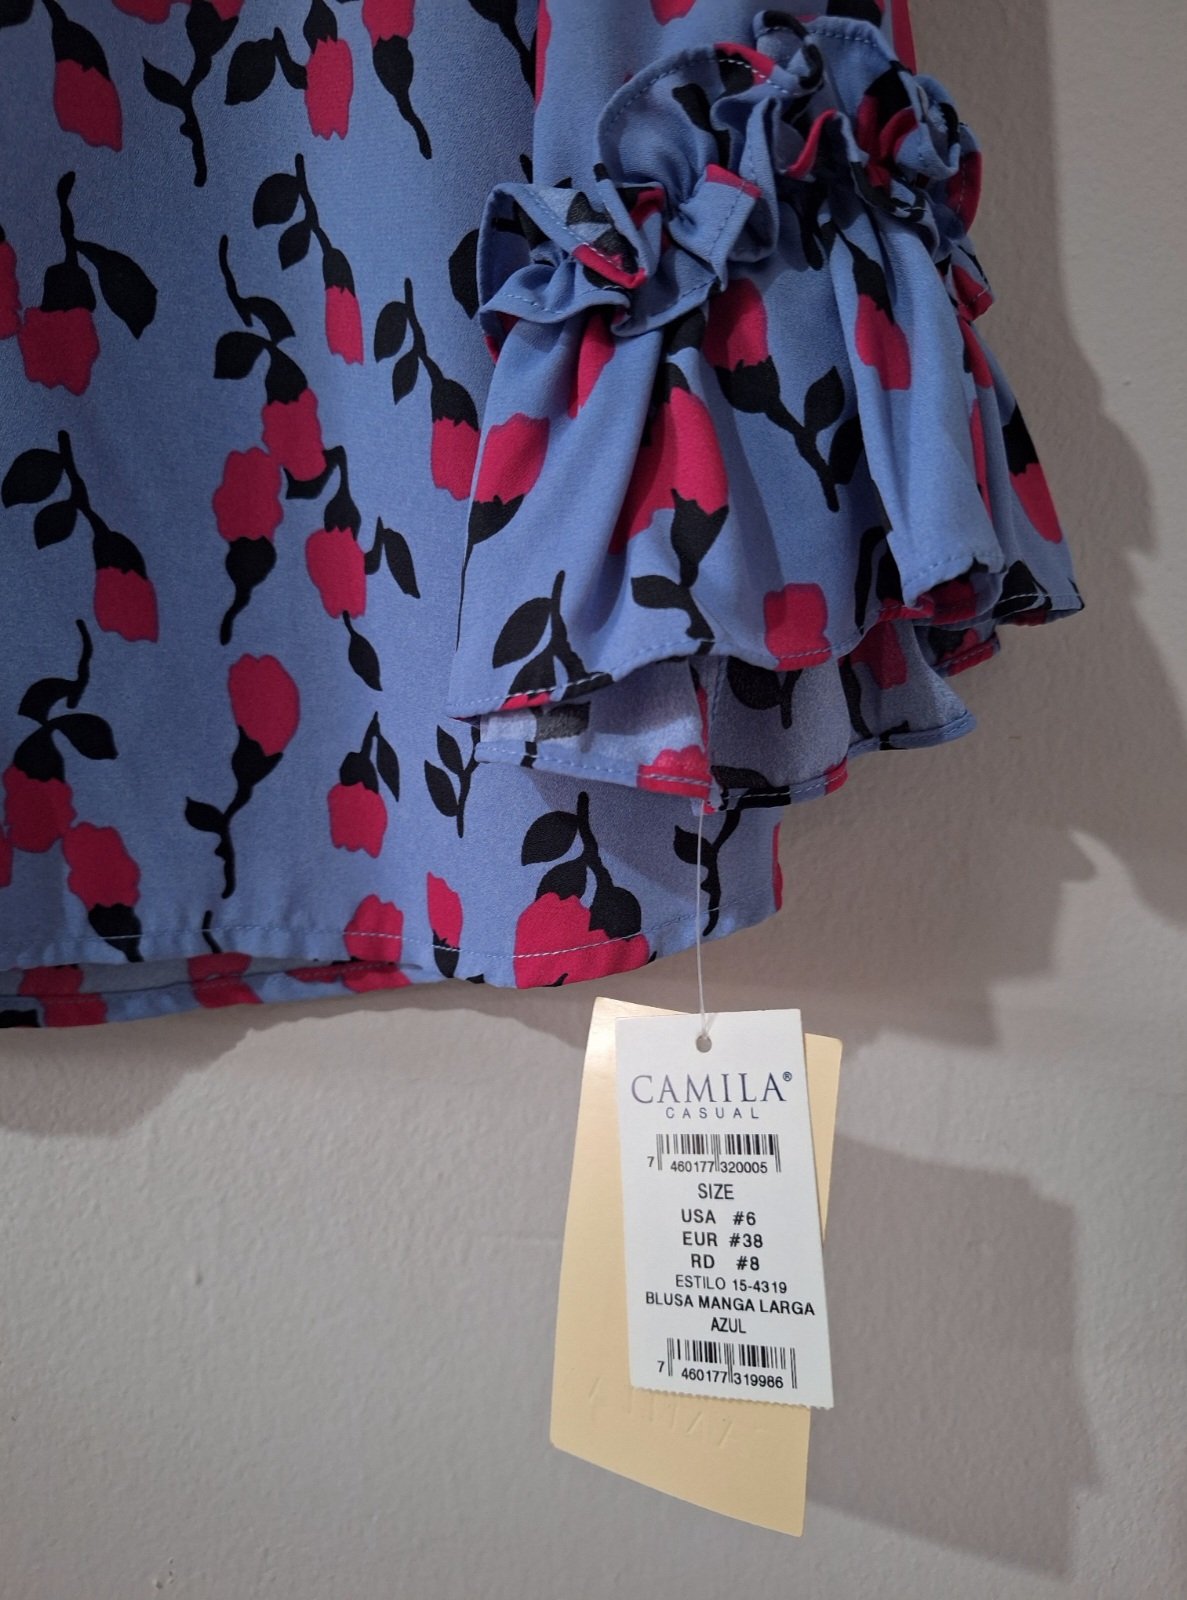 CAMILA®
CASUAL
7 460177 320005
SIZE
USA #6
EUR #38
RD #8
ESTILO 15-4319
BLUSA MANGA LARGA
AZUL
7 460177 319986